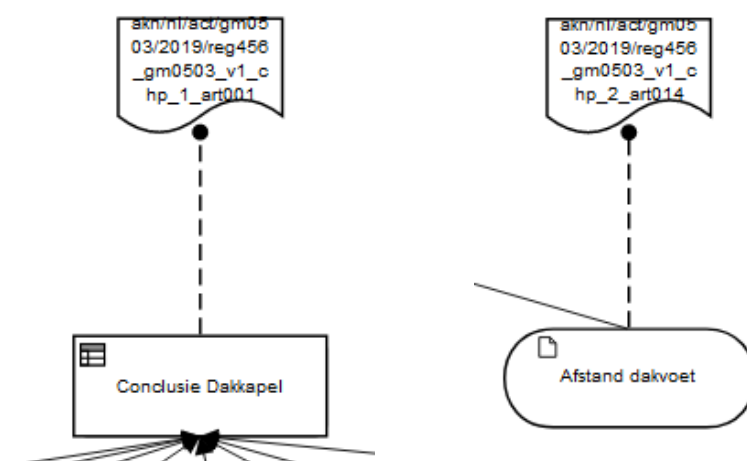 akn/nl/act/gm05
03/2019/reg456
_gm0503_v1_c
hp_1_art001
akn/nl/act/gm05
03/2019/reg456
_gm0503_v1_c
hp_2_art014
Conclusie Dakkapel
Afstand dakvoet